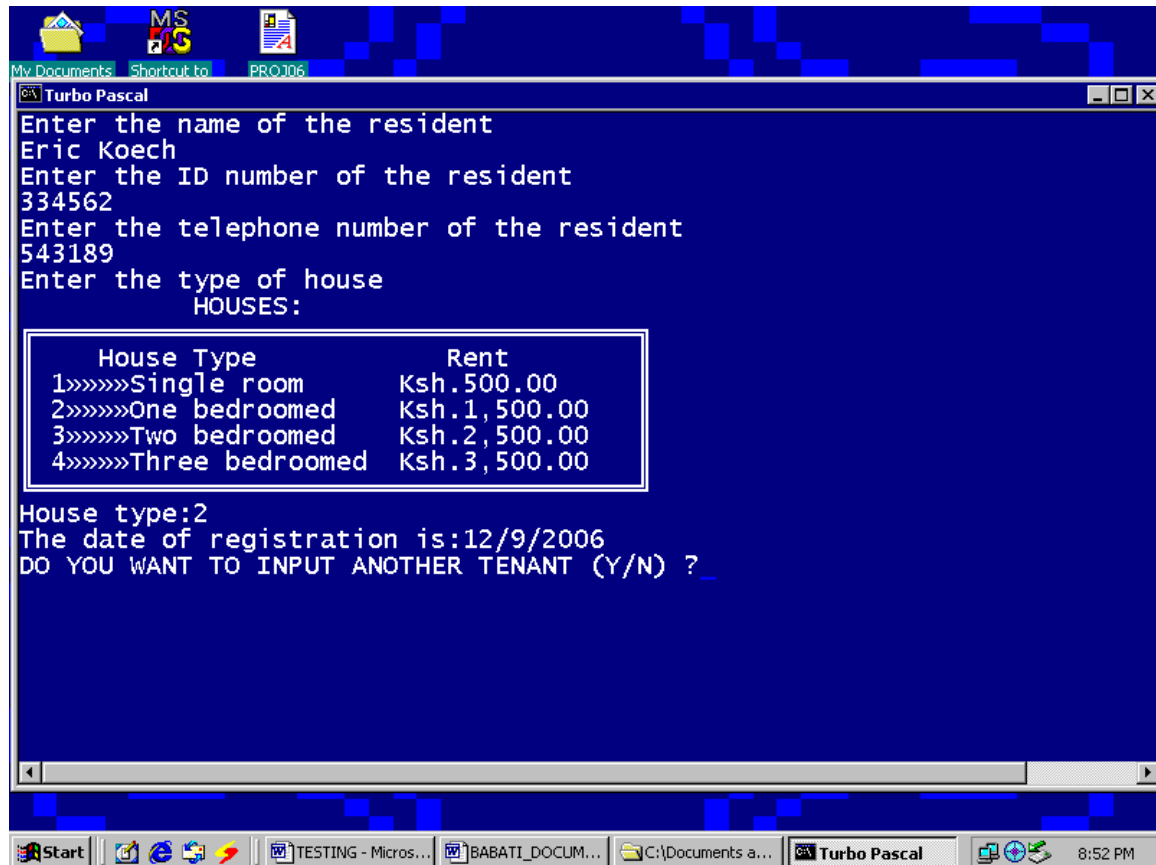 MS
My Documents Shortcut to PROJ06
Turbo Pascal
Enter the name of the resident
Eric Koech
Enter the ID number of the resident
334562
Enter the telephone number of the resident
543189
Enter the type of house
HOUSES:
House Type Rent
1»»»»»Single room Ksh.500.00
2»»»»»One bedroomed Ksh.1,500.00
3»»»»»Two bedroomed Ksh.2,500.00
4»»»»»Three bedroomed Ksh.3,500.00
House type:2
The date of registration is:12/9/2006
DO YOU WANT TO INPUT ANOTHER TENANT (Y/N) ?_
Start TESTING - Micros... BABATI_DOCUM... C:\Documents a... Turbo Pascal 8:52 PM